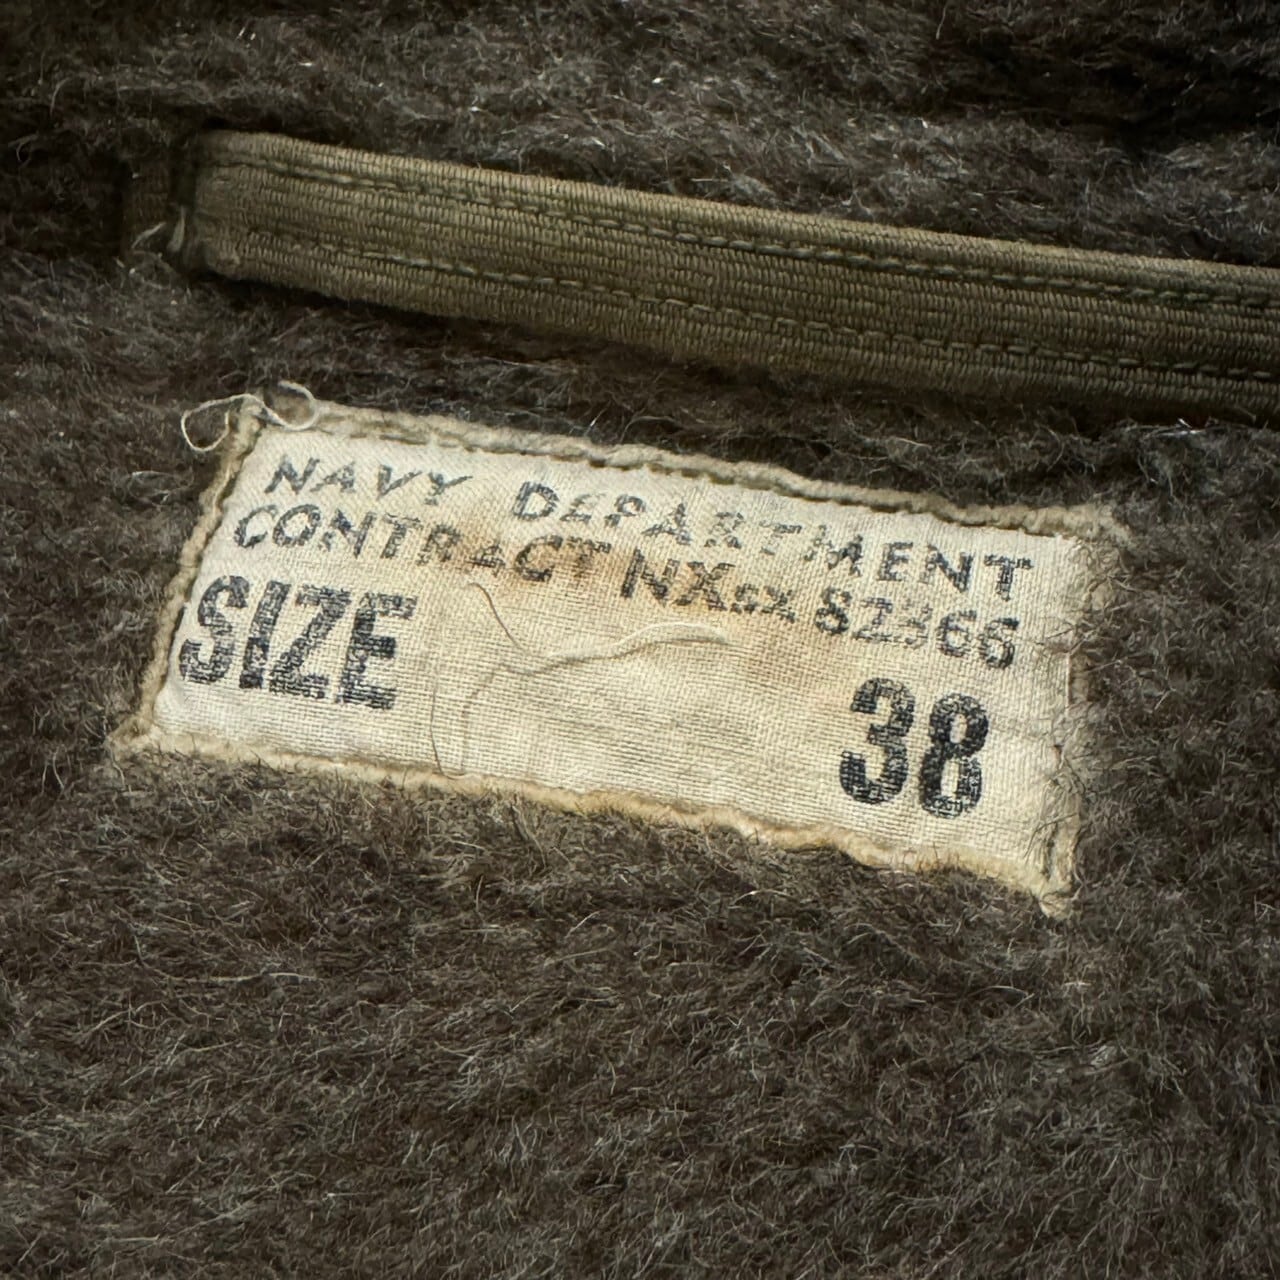 NAVY DEPARTMENT
CONTRACT NXsx 82366
SIZE 38